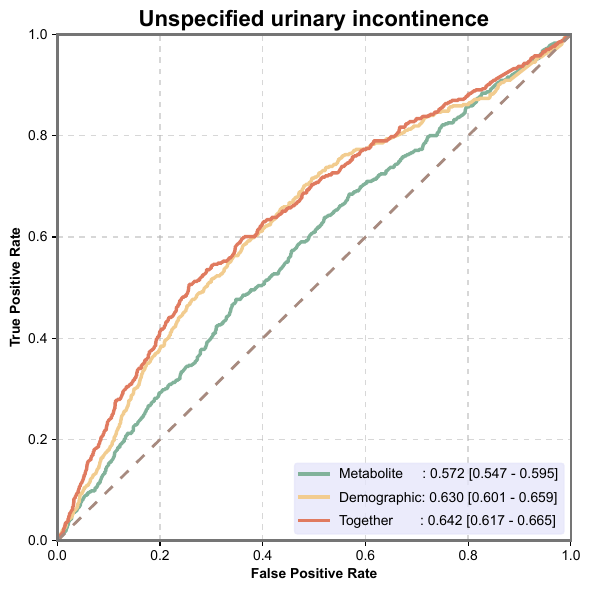 Unspecified urinary incontinence
True Positive Rate
1.0
0.8
0.6
0.4
0.2
0.0
Metabolite : 0.572 [0.547 - 0.595]
Demographic: 0.630 [0.601 - 0.659]
Together : 0.642 [0.617 - 0.665]
0.0 0.2 0.4 0.6 0.8 1.0
False Positive Rate